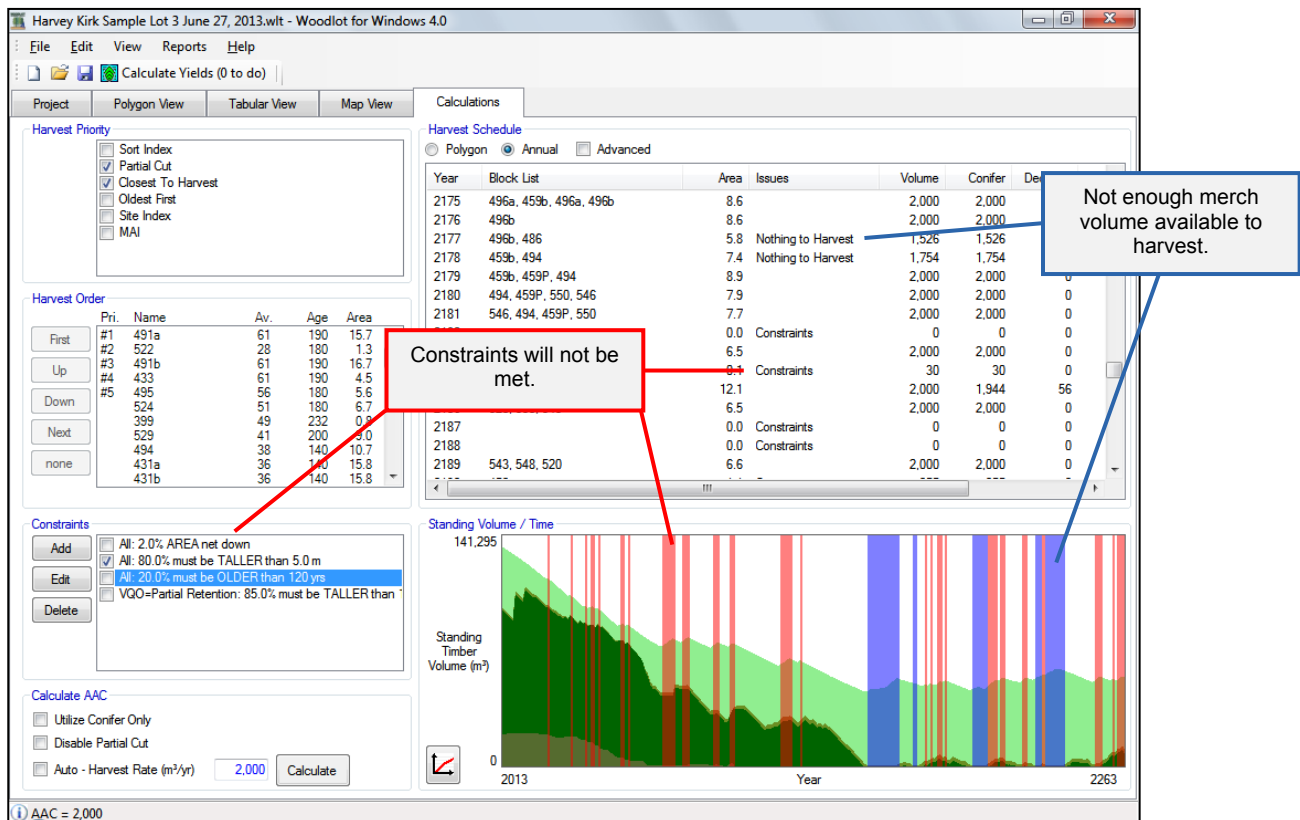 Harvey Kirk Sample Lot 3 June 27, 2013.wlt - Woodlot for Windows 4.0
File Edit View Reports Help
Calculate Yields (0 to do)
Project Polygon View Tabular View Map View Calculations
Harvest Priority
Sort Index
Partial Cut
Closest To Harvest
Oldest First
Site Index
MAI
Harvest Schedule
Polygon Annual Advanced
Year Block List Area Issues Volume Conifer
2175 496a, 459b, 496a, 496b 8.6 2,000 2,000
2176 496b 8.6 2,000 2,000
2177 496b, 486 5.8 Nothing to Harvest 1,526 1,526
2178 459b, 494 7.4 Nothing to Harvest 1,754 1,754
2179 459b, 459P, 494 8.9 2,000 2,000 0
2180 494, 459P, 550, 546 7.9 2,000 2,000 0
2181 546, 494, 459P, 550 7.7 2,000 2,000 0
0.0 Constraints 0 0 0
6.5 2,000 2,000 0
Constraints 30 30 0
12.1 2,000 1,944 56
6.5 2,000 2,000 0
2187 0.0 Constraints 0 0 0
2188 0.0 Constraints 0 0 0
2189 543, 548, 520 6.6 2,000 2,000 0
Not enough merch
volume available to
harvest.
Harvest Order
Pri. Name Av. Age Area
First
Up
Down
Next
none
#1 491a 61 190 15.7
#2 522 28 180 1.3
#3 491b 61 190 16.7
#4 433 61 190 4.5
#5 495 56 180 5.6
524 51 180 6.7
399 49 232 0.8
529 41 200 9.0
494 38 140 10.7
431a 36 140 15.8
431b 36 140 15.8
Constraints will not be
met.
Constraints
Add
Edit
Delete
All: 2.0% AREA net down
All: 80.0% must be TALLER than 5.0 m
All: 20.0% must be OLDER than 120 yrs
VQO=Partial Retention: 85.0% must be TALLER than
Calculate AAC
Utilize Conifer Only
Disable Partial Cut
Auto - Harvest Rate (m³/yr) 2,000 Calculate
Standing Volume / Time
141,295
Standing
Timber
Volume (m³)
0
2013 Year 2263
AAC = 2,000